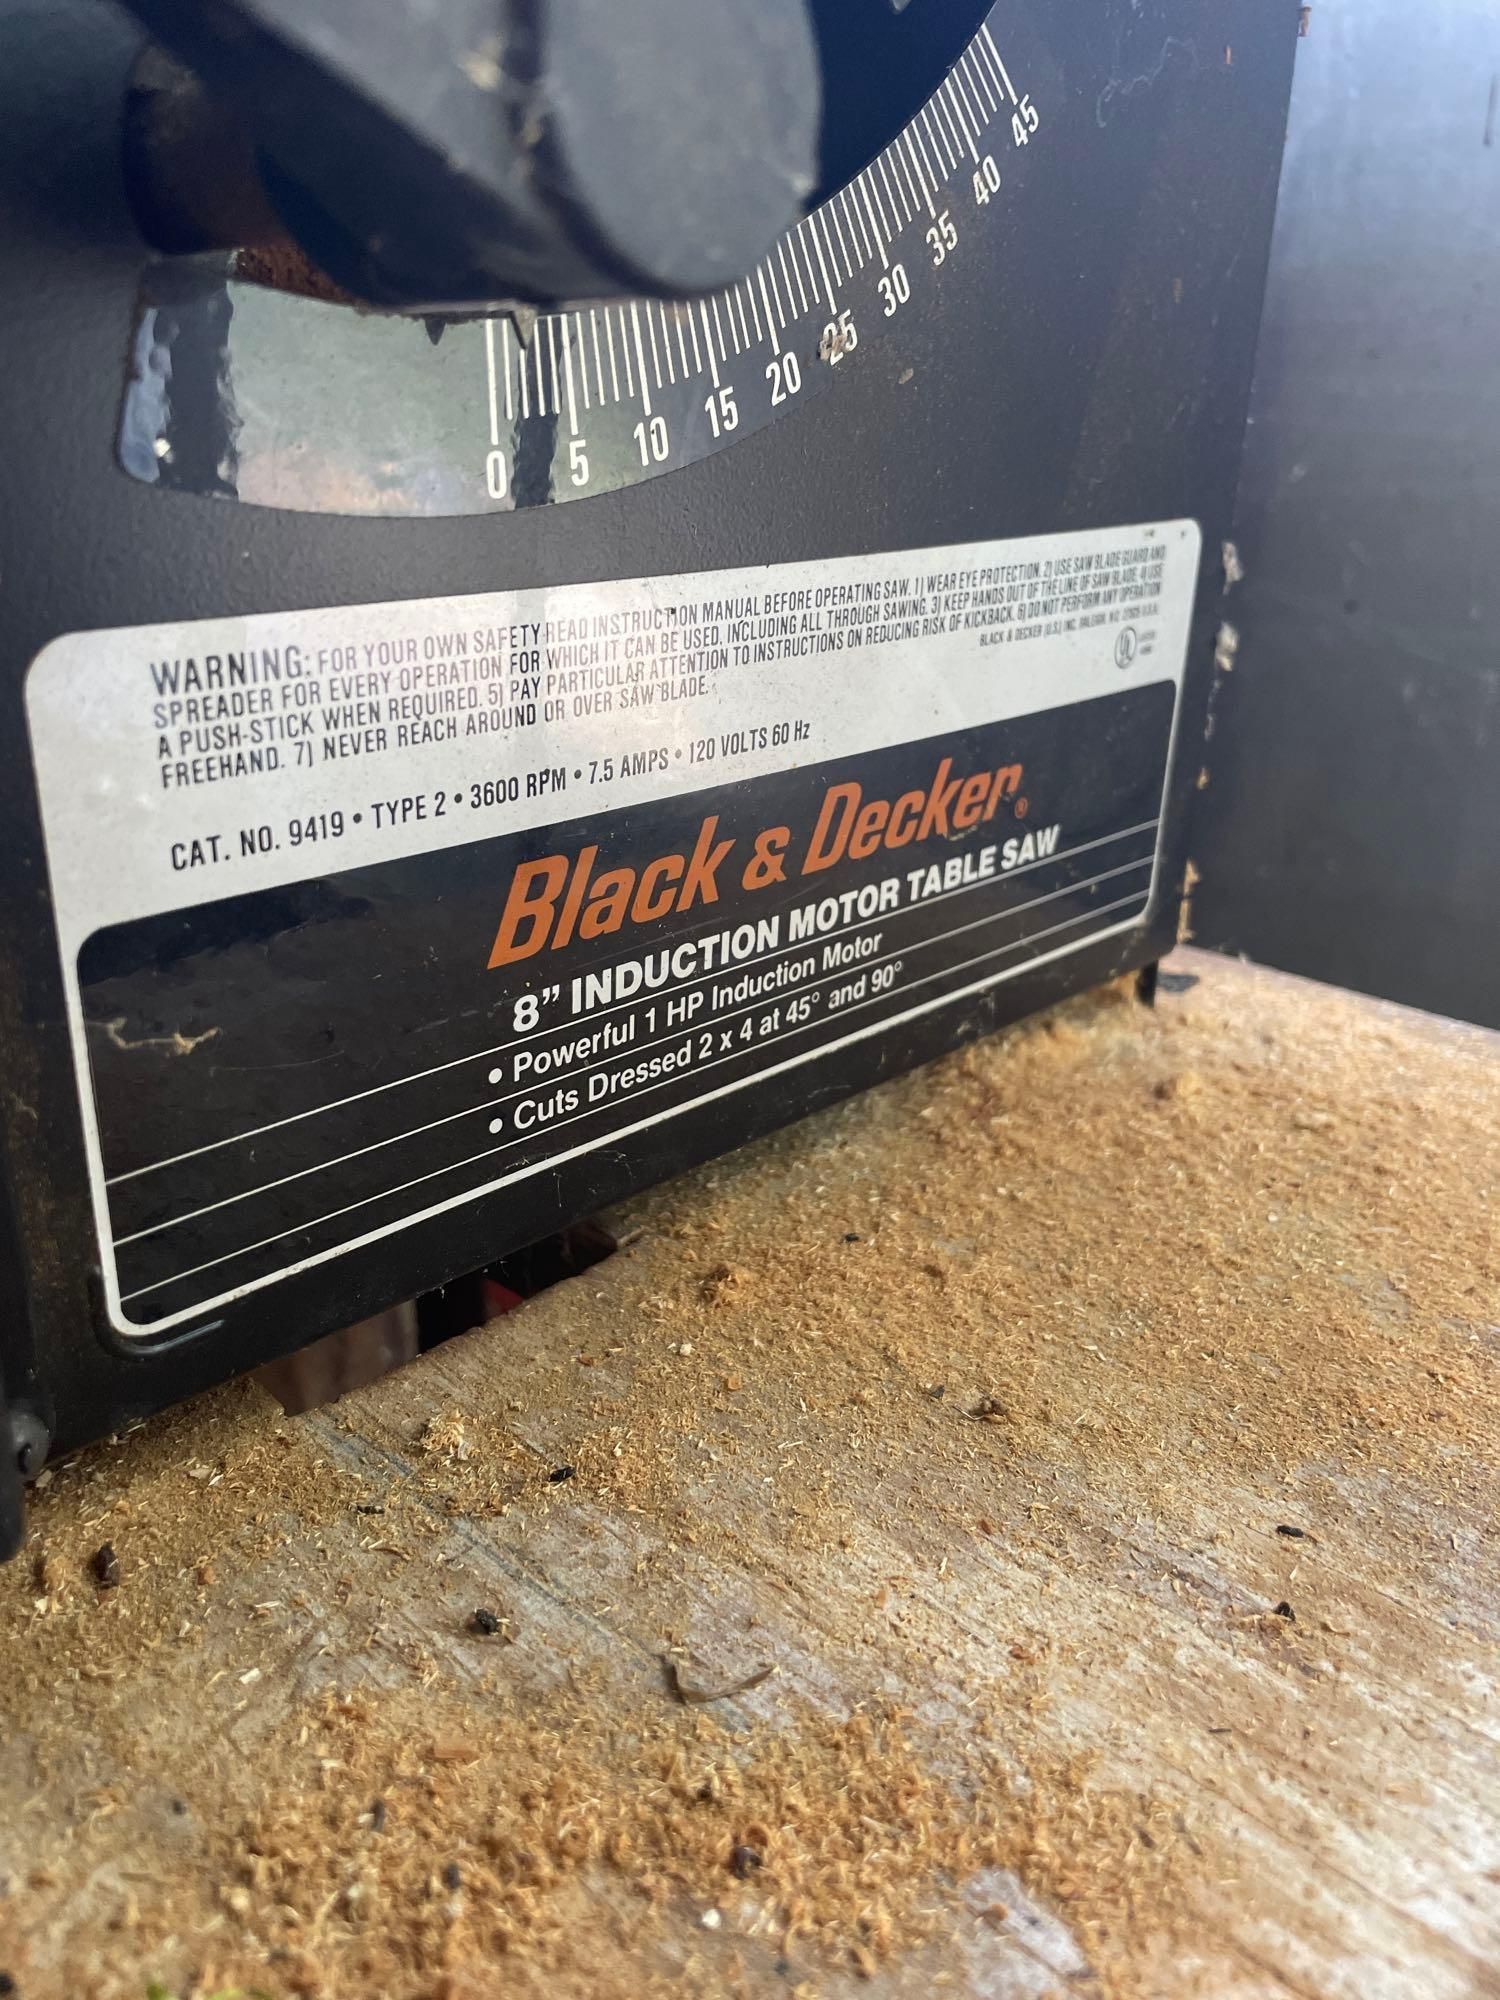 45
40
35
30
25
20
15
10
5
0
WARNING: FOR YOUR OWN SAFETY READ INSTRUCTION MANUAL BEFORE OPERATING SAW. 1) WEAR EYE PROTECTION. 2) USE SAW BLADE GUARD AND
SPREADER FOR EVERY OPERATION FOR WHICH IT CAN BE USED, INCLUDING ALL THROUGH SAWING. 3) KEEP HANDS OUT OF THE LINE OF SAW BLADE. 4) USE
A PUSH-STICK WHEN REQUIRED. 5) PAY PARTICULAR ATTENTION TO INSTRUCTIONS ON REDUCING RISK OF KICKBACK. 6) DO NOT PERFORM ANY OPERATION
FREEHAND. 7) NEVER REACH AROUND OR OVER SAW BLADE.
BLACK & DECKER (U.S.) INC.
UL
CAT. NO. 9419 • TYPE 2 • 3600 RPM • 7.5 AMPS • 120 VOLTS 60 Hz
Black & Decker®
8” INDUCTION MOTOR TABLE SAW
• Powerful 1 HP Induction Motor
• Cuts Dressed 2 x 4 at 45° and 90°